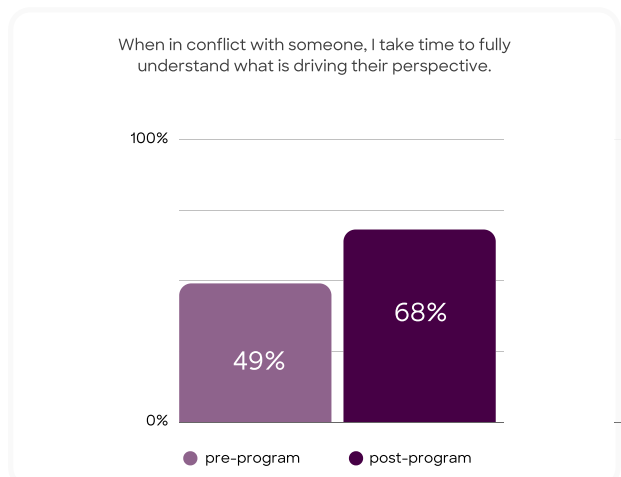 When in conflict with someone, I take time to fully
understand what is driving their perspective.
100%
68%
49%
0%
pre-program
post-program